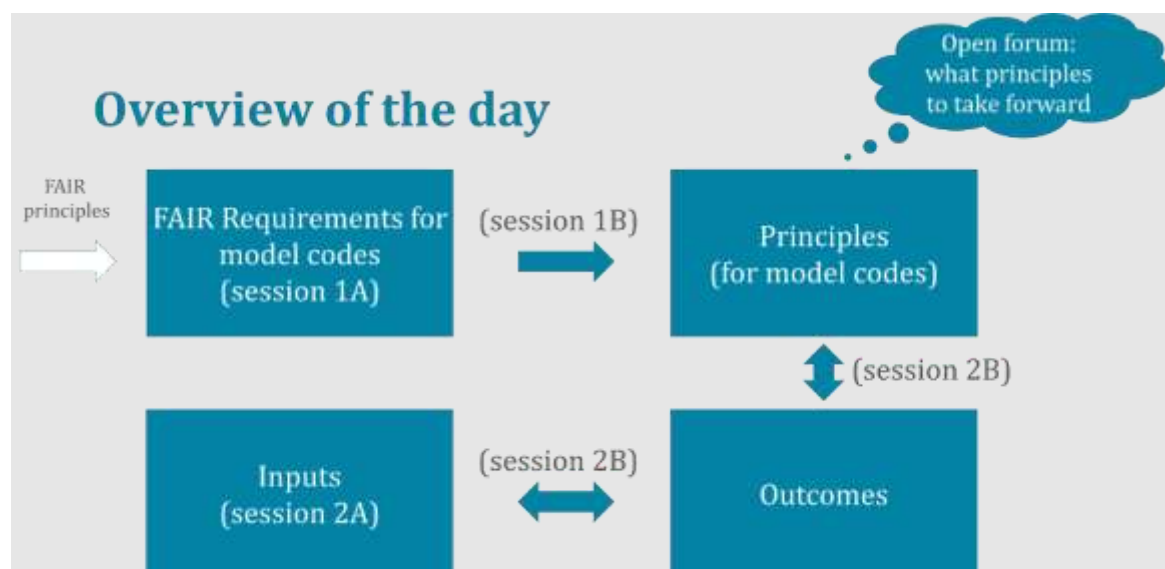 Open forum:
what principles
to take forward
Overview of the day
FAIR
principles
FAIR Requirements for
model codes
(session 1A)
(session 1B)
Principles
(for model codes)
(session 2B)
Inputs
(session 2A)
(session 2B)
Outcomes